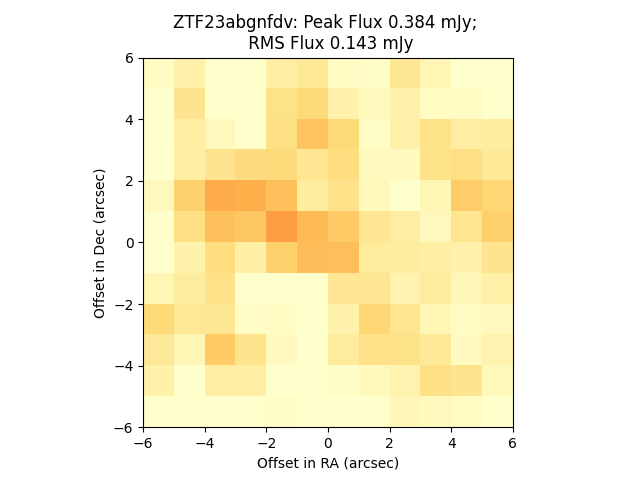 ZTF23abgnfdv: Peak Flux 0.384 mJy;
RMS Flux 0.143 mJy
6
4
2
0
−2
−4
−6
Offset in Dec (arcsec)
−6 −4 −2 0 2 4 6
Offset in RA (arcsec)